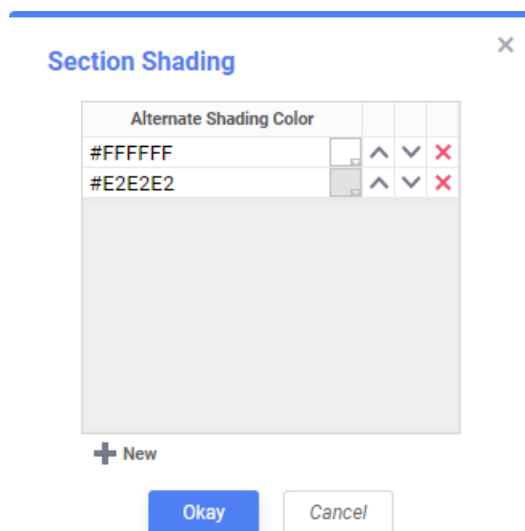 Section Shading
Alternate Shading Color
#FFFFFF
#E2E2E2
New
Okay
Cancel